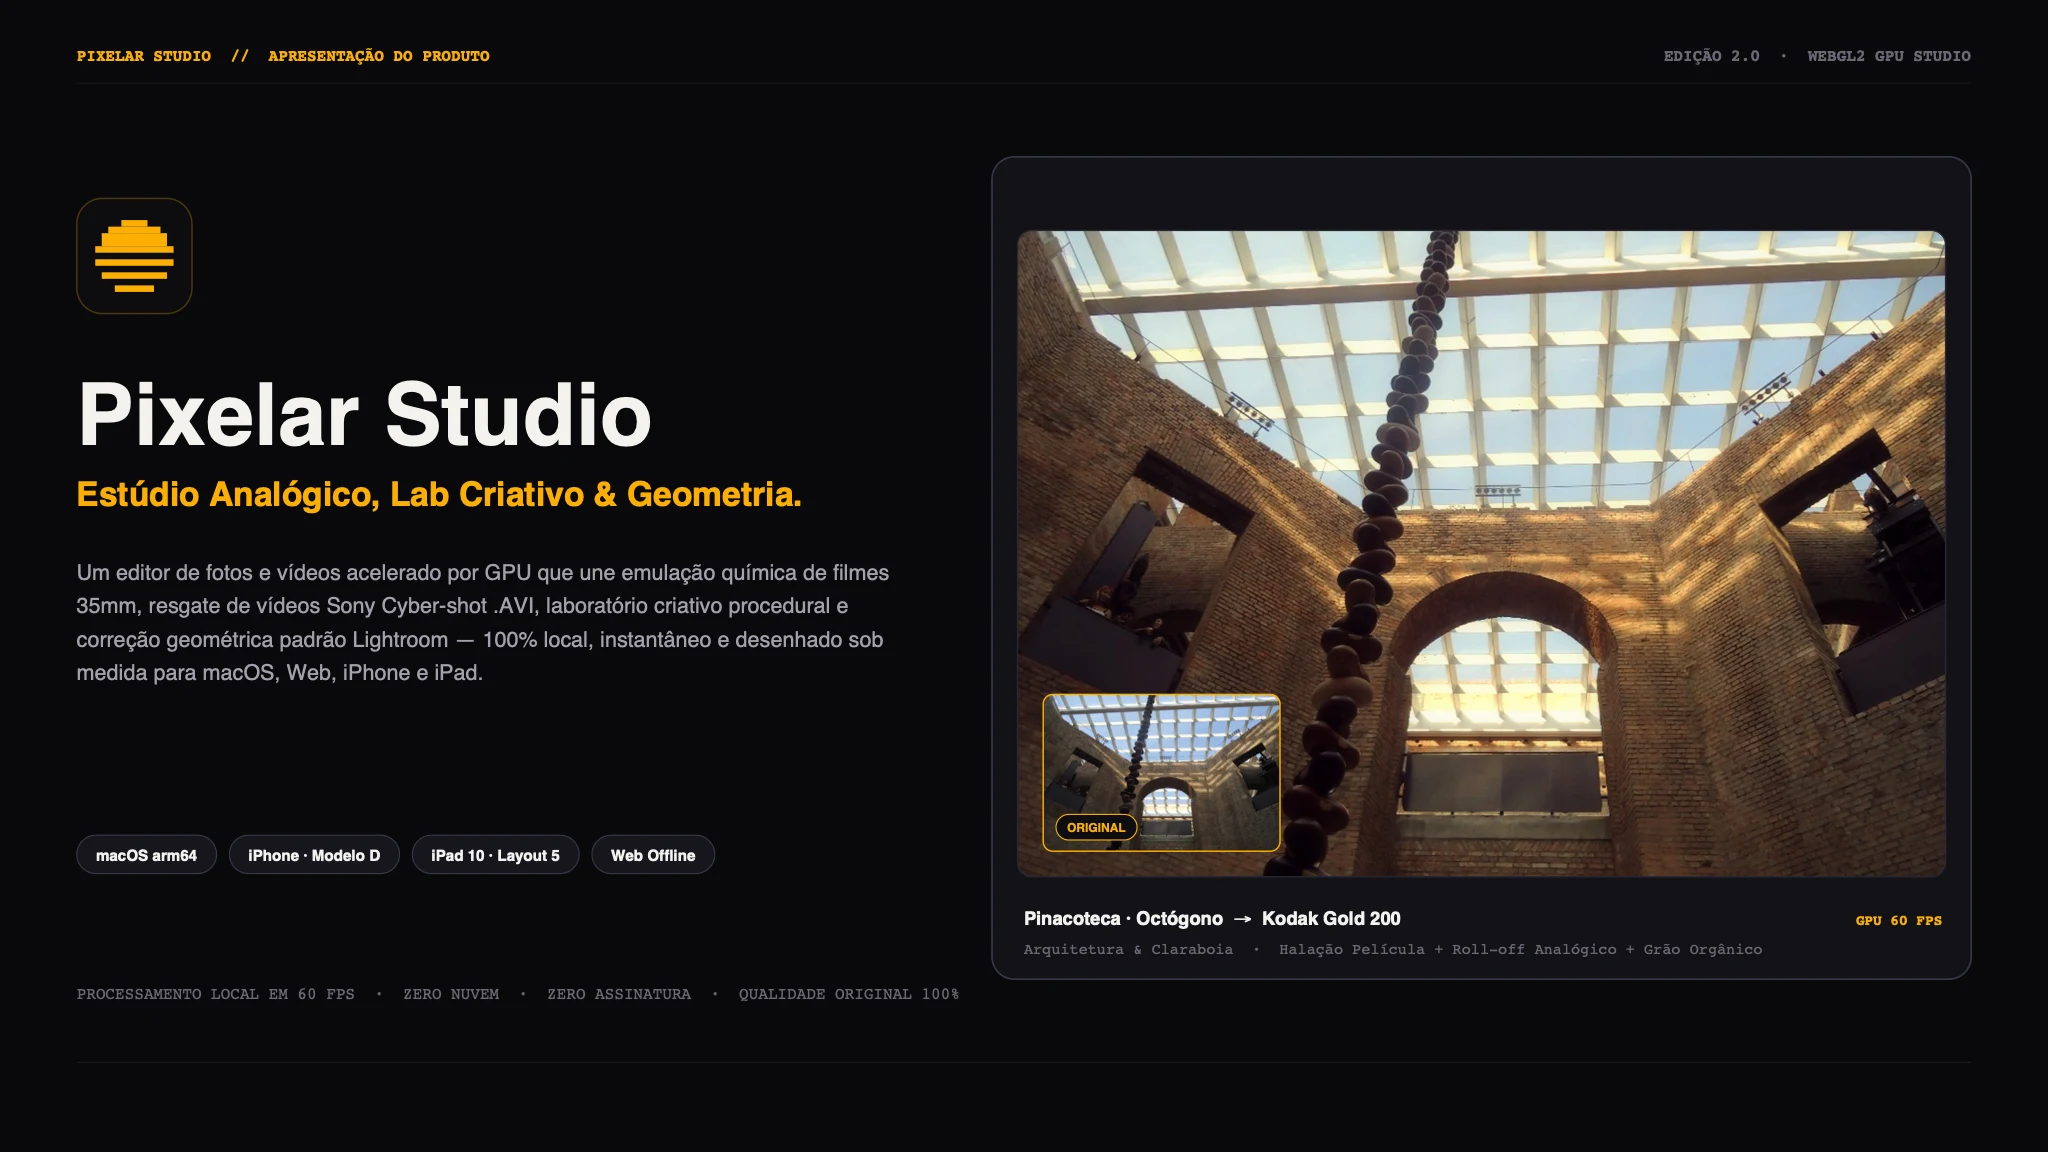 PIXELAR STUDIO // APRESENTAÇÃO DO PRODUTO
EDIÇÃO 2.0 · WEBGL2 GPU STUDIO
Pixelar Studio
Estúdio Analógico, Lab Criativo & Geometria.
Um editor de fotos e vídeos acelerado por GPU que une emulação química de filmes
35mm, resgate de vídeos Sony Cyber-shot .AVI, laboratório criativo procedural e
correção geométrica padrão Lightroom — 100% local, instantâneo e desenhado sob
medida para macOS, Web, iPhone e iPad.
macOS arm64
iPhone · Modelo D
iPad 10 · Layout 5
Web Offline
PROCESSAMENTO LOCAL EM 60 FPS · ZERO NUVEM · ZERO ASSINATURA · QUALIDADE ORIGINAL 100%
ORIGINAL
Pinacoteca · Octógono → Kodak Gold 200
GPU 60 FPS
Arquitetura & Claraboia · Halação Película + Roll-off Analógico + Grão Orgânico